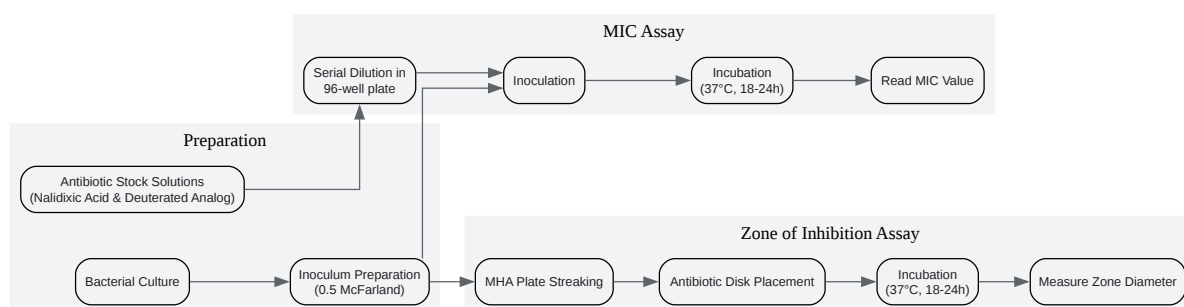 MIC Assay
Serial Dilution in
96-well plate
Inoculation
Incubation
(37°C, 18-24h)
Read MIC Value
Preparation
Antibiotic Stock Solutions
(Nalidixic Acid & Deuterated Analog)
Bacterial Culture
Inoculum Preparation
(0.5 McFarland)
Zone of Inhibition Assay
MHA Plate Streaking
Antibiotic Disk Placement
Incubation
(37°C, 18-24h)
Measure Zone Diameter